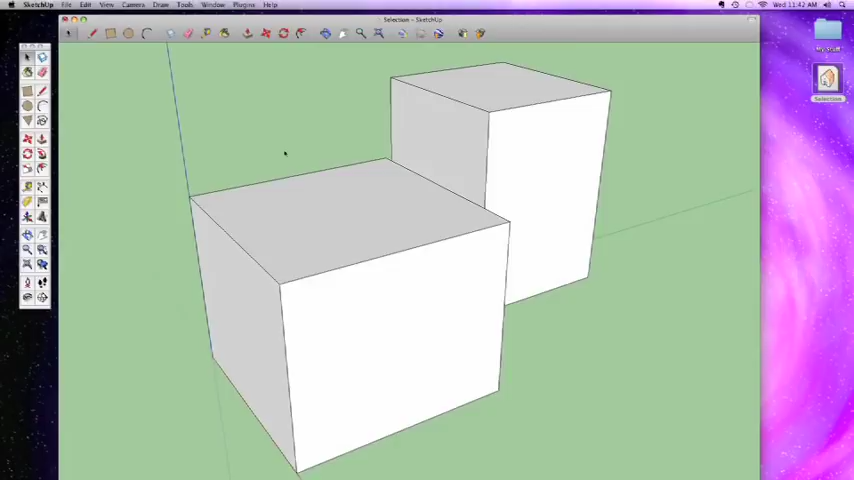 SketchUp File Edit View Camera Draw Tools Window Plugins Help
Wed 11:42 AM
Selection - SketchUp
My Stuff
Selection